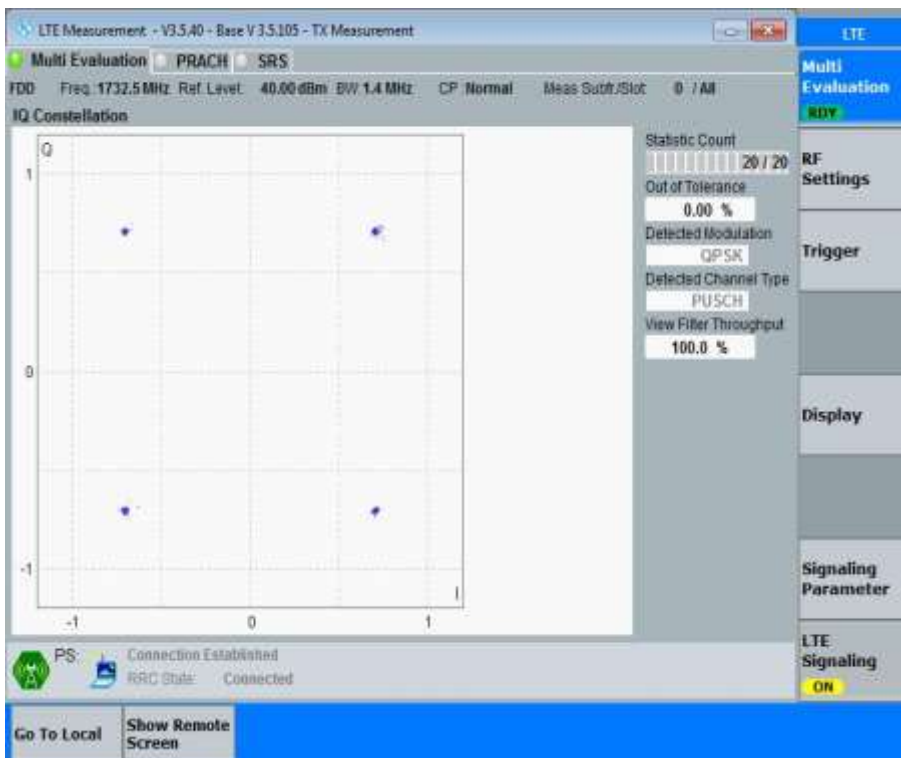 LTE Measurement - V3.5.40 - Base V 3.5.105 - TX Measurement
LTE
Multi Evaluation PRACH SRS
Multi
Evaluation
RDY
FDD Freq: 1732.5 MHz Ref. Level: 40.00 dBm BW: 1.4 MHz CP: Normal Meas Subfr./Slot: 0 / All
IQ Constellation
Q
1
0
-1
-1 0 1
I
Statistic Count
20 / 20
Out of Tolerance
0.00 %
Detected Modulation
QPSK
Detected Channel Type
PUSCH
View Filter Throughput
100.0 %
RF
Settings
Trigger
Display
Signaling
Parameter
LTE
Signaling
ON
PS: Connection Established
RRC State: Connected
Go To Local
Show Remote
Screen